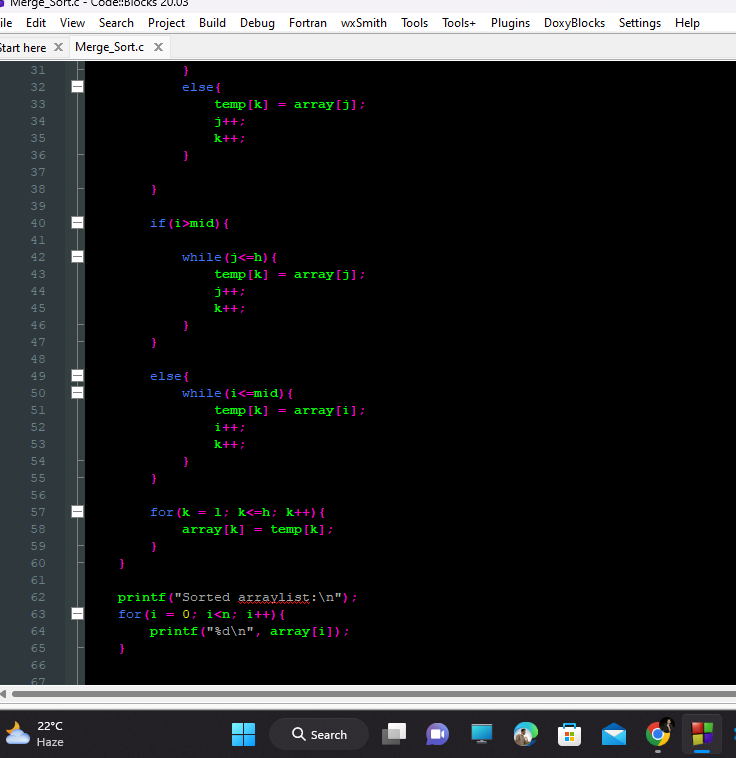 Merge_Sort.c - Code::Blocks 20.03
ile Edit View Search Project Build Debug Fortran wxSmith Tools Tools+ Plugins DoxyBlocks Settings Help
Start here Merge_Sort.c
31 }
32 else{
33 temp[k] = array[j];
34 j++;
35 k++;
36 }
37
38 }
39
40 if(i>mid){
41
42 while(j<=h){
43 temp[k] = array[j];
44 j++;
45 k++;
46 }
47 }
48
49 else{
50 while(i<=mid){
51 temp[k] = array[i];
52 i++;
53 k++;
54 }
55 }
56
57 for(k = l; k<=h; k++){
58 array[k] = temp[k];
59 }
60 }
61
62 printf("Sorted arraylist:\n");
63 for(i = 0; i<n; i++){
64 printf("%d\n", array[i]);
65 }
66
67
22°C
Haze
Search